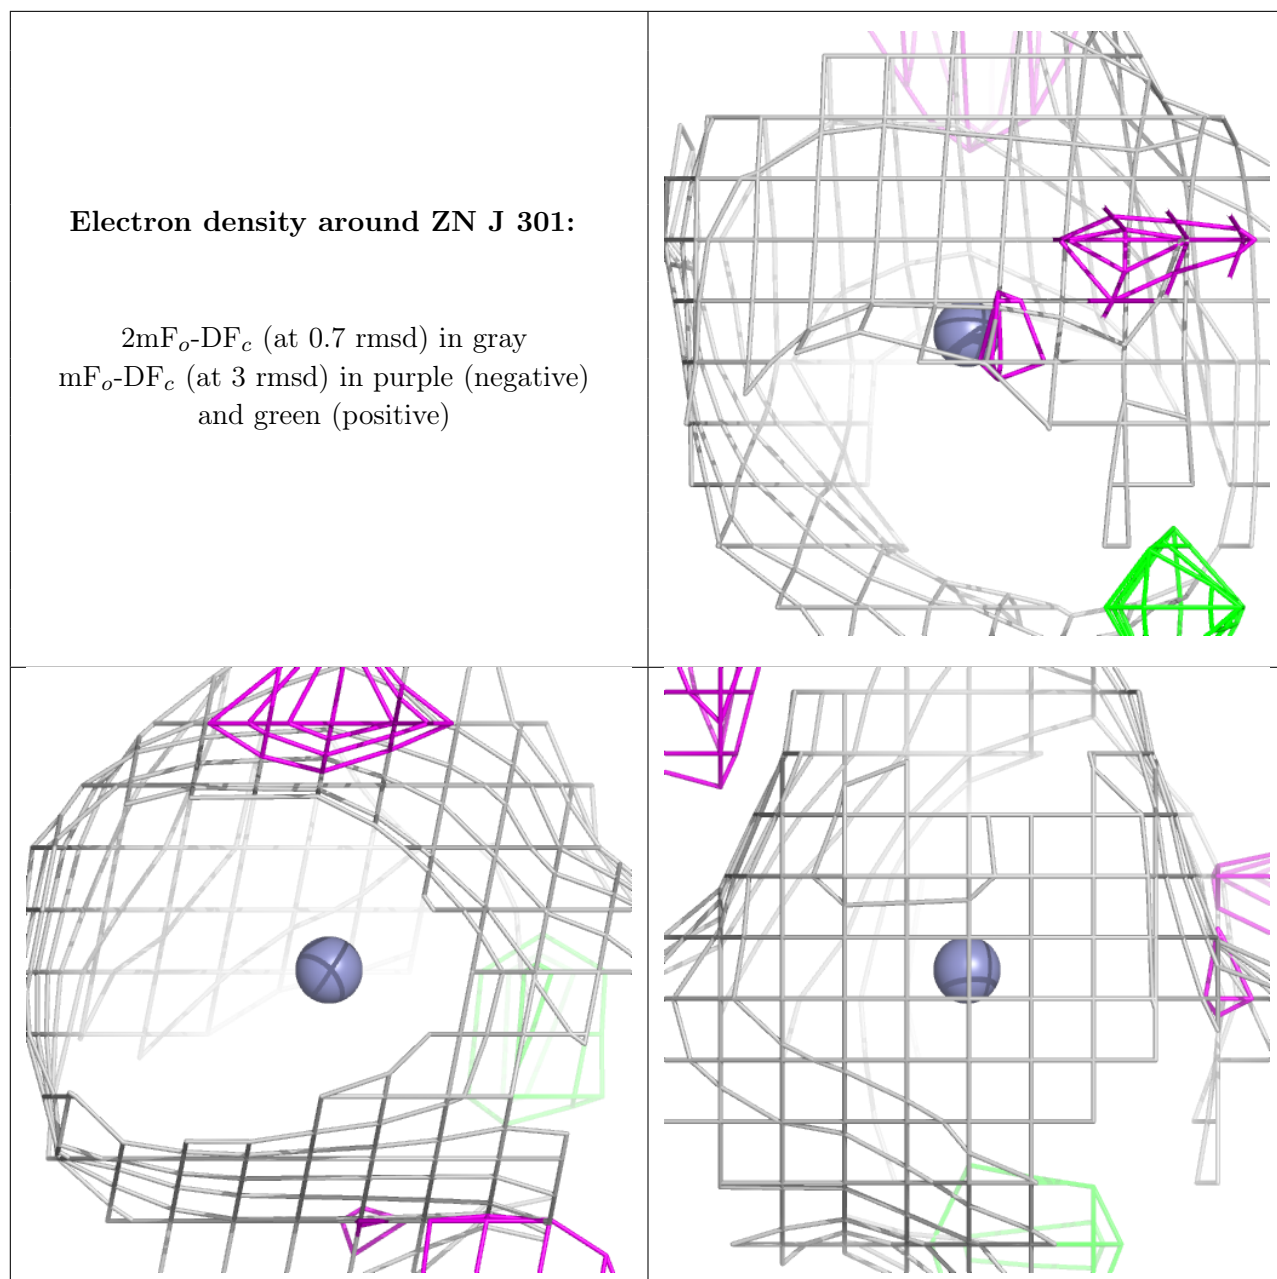 Electron density around ZN J 301:
2mFo-DFc (at 0.7 rmsd) in gray
mFo-DFc (at 3 rmsd) in purple (negative)
and green (positive)